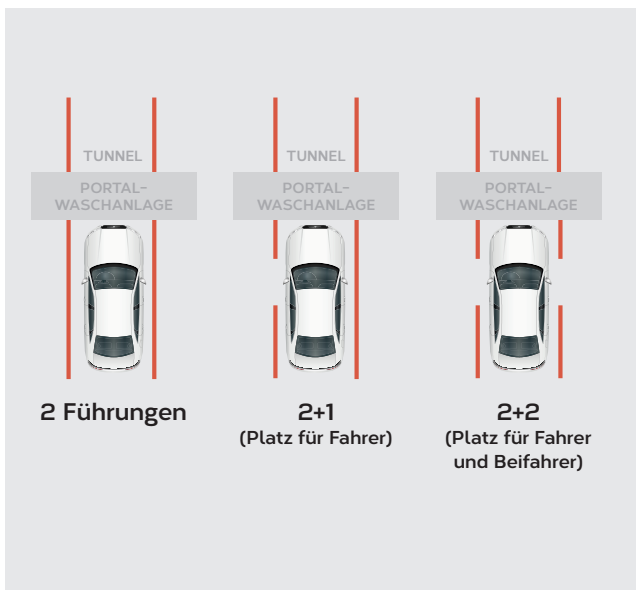 TUNNEL
PORTAL-
WASCHANLAGE
2 Führungen
TUNNEL
PORTAL-
WASCHANLAGE
2+1
(Platz für Fahrer)
TUNNEL
PORTAL-
WASCHANLAGE
2+2
(Platz für Fahrer
und Beifahrer)